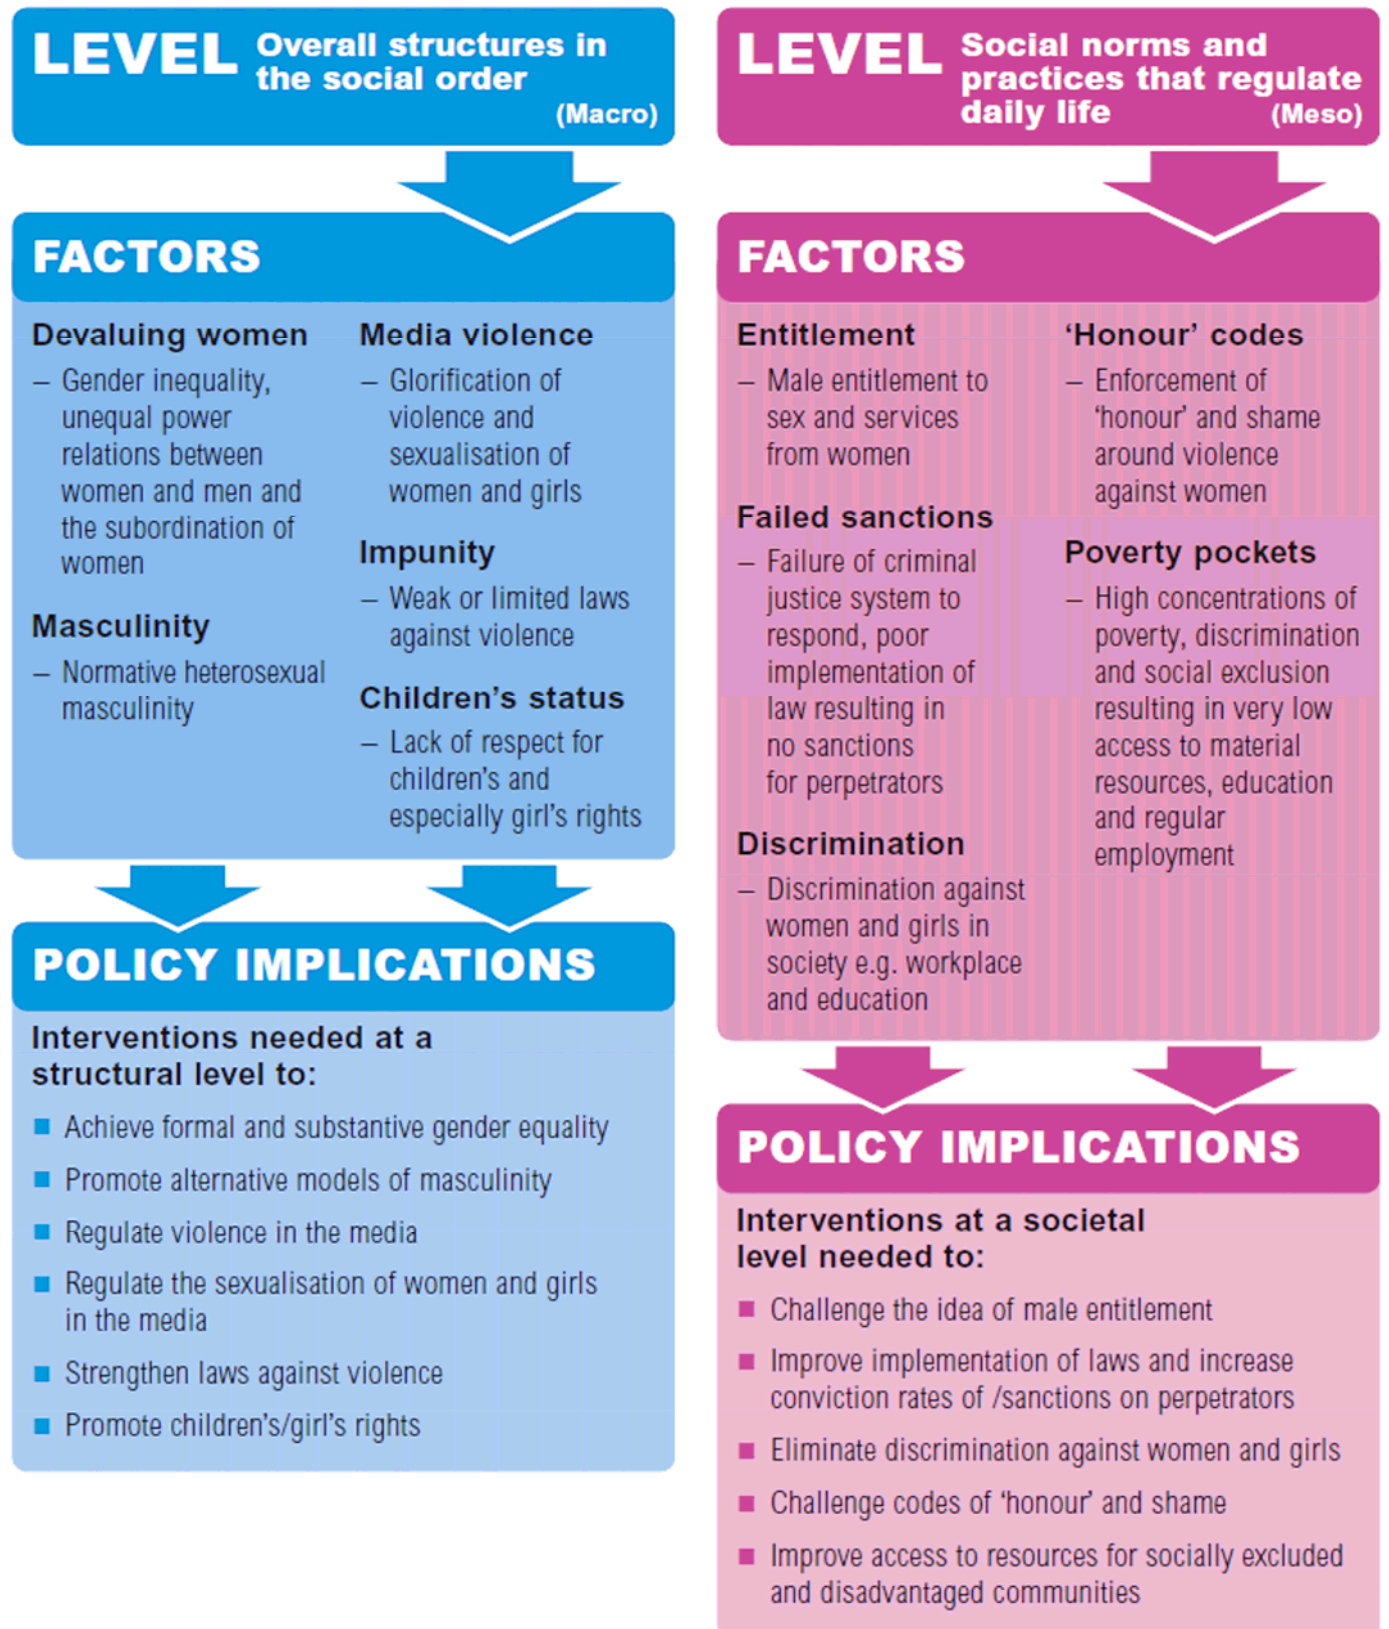 LEVEL Overall structures in
the social order
(Macro)
FACTORS
Devaluing women
– Gender inequality,
unequal power
relations between
women and men and
the subordination of
women
Masculinity
– Normative heterosexual
masculinity
Media violence
– Glorification of
violence and
sexualisation of
women and girls
Impunity
– Weak or limited laws
against violence
Children’s status
– Lack of respect for
children’s and
especially girl’s rights
POLICY IMPLICATIONS
Interventions needed at a
structural level to:
■ Achieve formal and substantive gender equality
■ Promote alternative models of masculinity
■ Regulate violence in the media
■ Regulate the sexualisation of women and girls
in the media
■ Strengthen laws against violence
■ Promote children’s/girl’s rights
LEVEL Social norms and
practices that regulate
daily life (Meso)
FACTORS
Entitlement
– Male entitlement to
sex and services
from women
Failed sanctions
– Failure of criminal
justice system to
respond, poor
implementation of
law resulting in
no sanctions
for perpetrators
Discrimination
– Discrimination against
women and girls in
society e.g. workplace
and education
‘Honour’ codes
– Enforcement of
‘honour’ and shame
around violence
against women
Poverty pockets
– High concentrations of
poverty, discrimination
and social exclusion
resulting in very low
access to material
resources, education
and regular
employment
POLICY IMPLICATIONS
Interventions at a societal
level needed to:
■ Challenge the idea of male entitlement
■ Improve implementation of laws and increase
conviction rates of /sanctions on perpetrators
■ Eliminate discrimination against women and girls
■ Challenge codes of ‘honour’ and shame
■ Improve access to resources for socially excluded
and disadvantaged communities